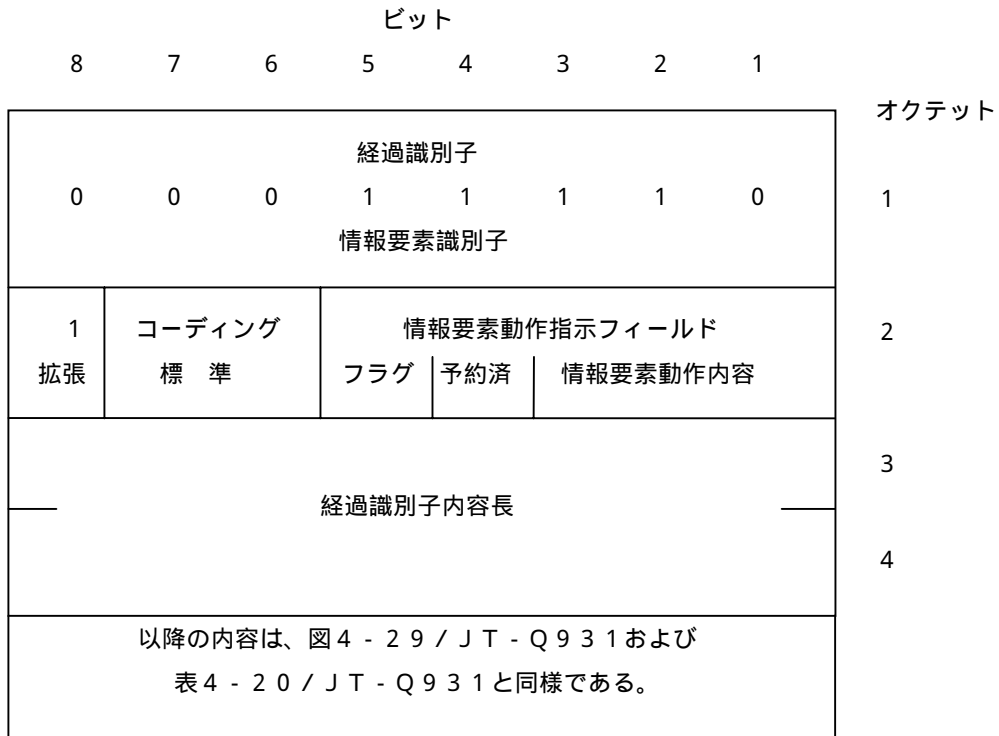 ビット
8 7 6 5 4 3 2 1
オクテット
経過識別子
0 0 0 1 1 1 1 0 1
情報要素識別子
1 コーディング 情報要素動作指示フィールド 2
拡張 標 準 フラグ 予約済 情報要素動作内容
3
経過識別子内容長
4
以降の内容は、図4-29/JT-Q931および
表4-20/JT-Q931と同様である。